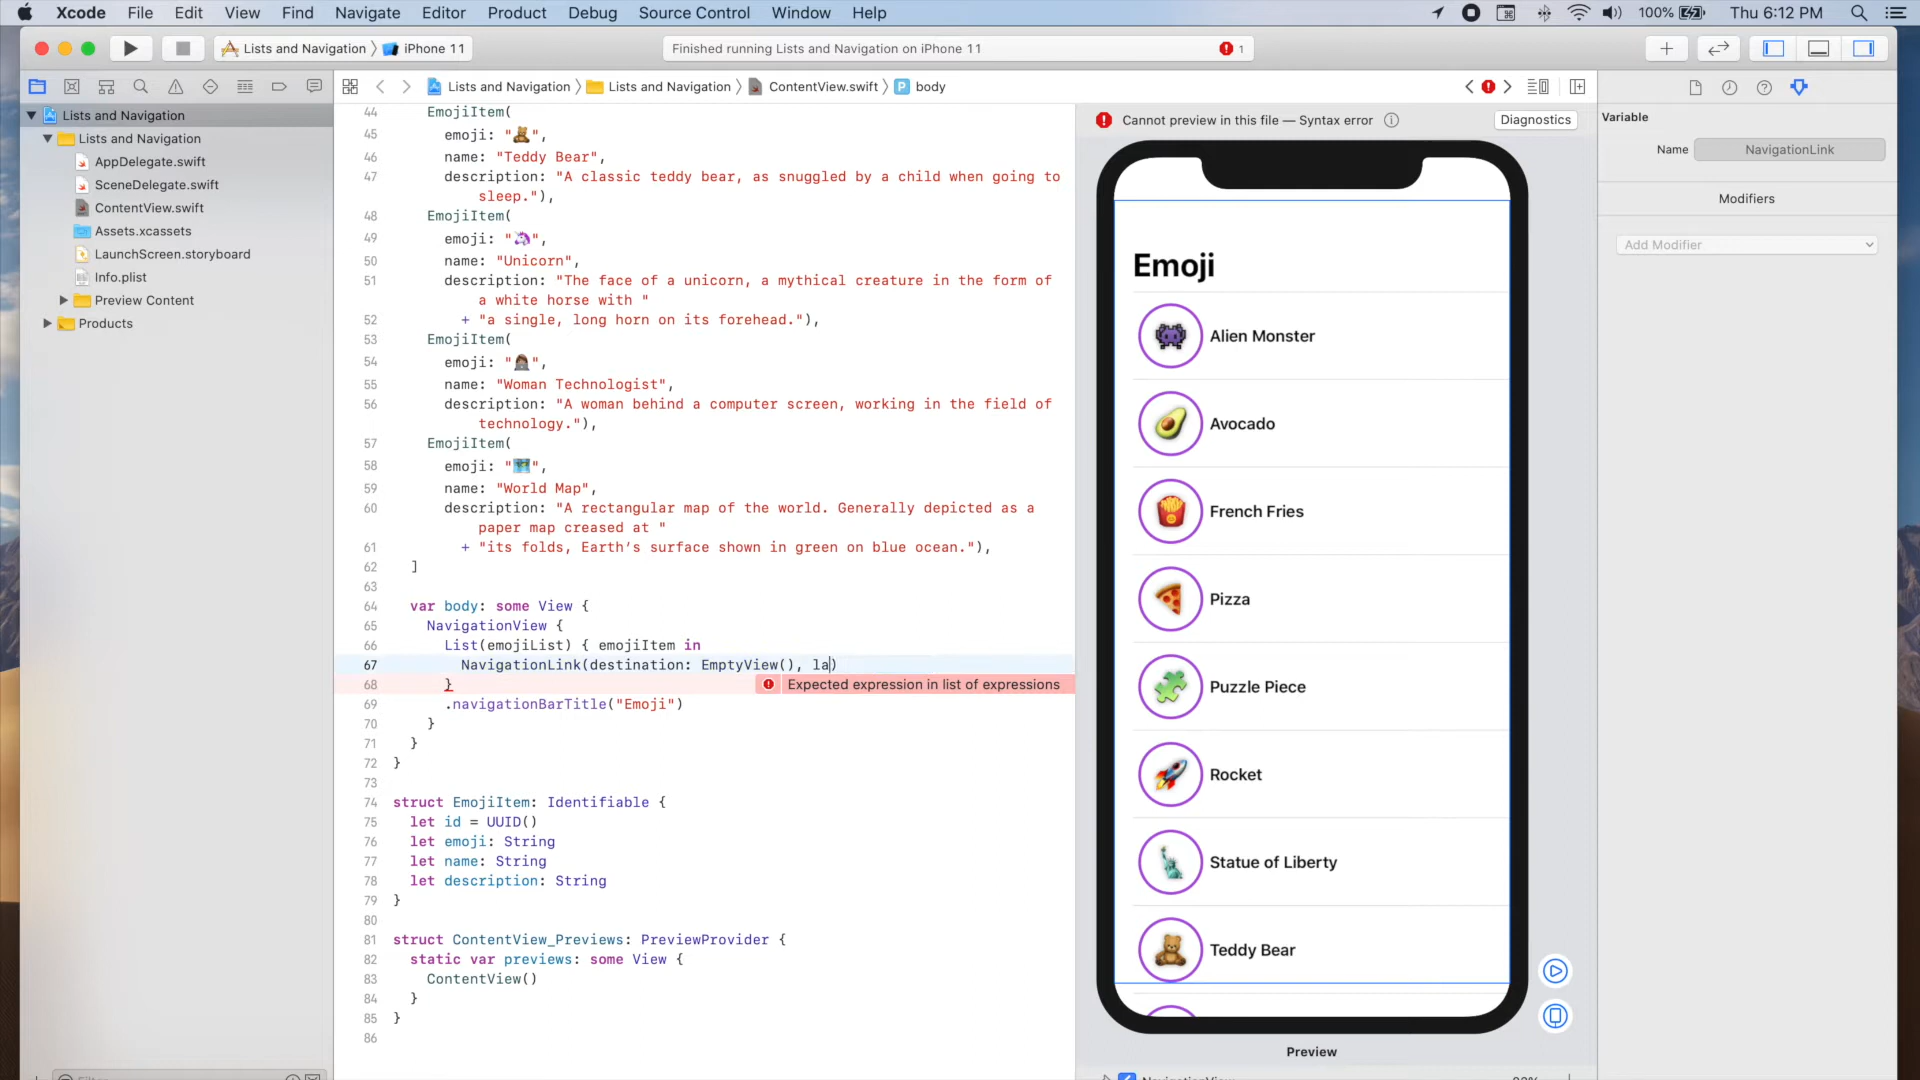 Xcode File Edit View Find Navigate Editor Product Debug Source Control Window Help 100% Thu 6:12 PM
Lists and Navigation iPhone 11 Finished running Lists and Navigation on iPhone 11 1
Lists and Navigation Lists and Navigation ContentView.swift P body
Lists and Navigation
Lists and Navigation
AppDelegate.swift
SceneDelegate.swift
ContentView.swift
Assets.xcassets
LaunchScreen.storyboard
Info.plist
Preview Content
Products
44 EmojiItem(
45 emoji: "🧸",
46 name: "Teddy Bear",
47 description: "A classic teddy bear, as snuggled by a child when going to
sleep."),
48 EmojiItem(
49 emoji: "🦄",
50 name: "Unicorn",
51 description: "The face of a unicorn, a mythical creature in the form of
a white horse with "
52 + "a single, long horn on its forehead."),
53 EmojiItem(
54 emoji: "👩🏽‍💻",
55 name: "Woman Technologist",
56 description: "A woman behind a computer screen, working in the field of
technology."),
57 EmojiItem(
58 emoji: "🗺",
59 name: "World Map",
60 description: "A rectangular map of the world. Generally depicted as a
paper map creased at "
61 + "its folds, Earth’s surface shown in green on blue ocean."),
62 ]
63
64 var body: some View {
65 NavigationView {
66 List(emojiList) { emojiItem in
67 NavigationLink(destination: EmptyView(), la)
68 } Expected expression in list of expressions
69 .navigationBarTitle("Emoji")
70 }
71 }
72 }
73
74 struct EmojiItem: Identifiable {
75 let id = UUID()
76 let emoji: String
77 let name: String
78 let description: String
79 }
80
81 struct ContentView_Previews: PreviewProvider {
82 static var previews: some View {
83 ContentView()
84 }
85 }
86
Cannot preview in this file — Syntax error Diagnostics
Emoji
Alien Monster
Avocado
French Fries
Pizza
Puzzle Piece
Rocket
Statue of Liberty
Teddy Bear
Preview
Variable
Name NavigationLink
Modifiers
Add Modifier